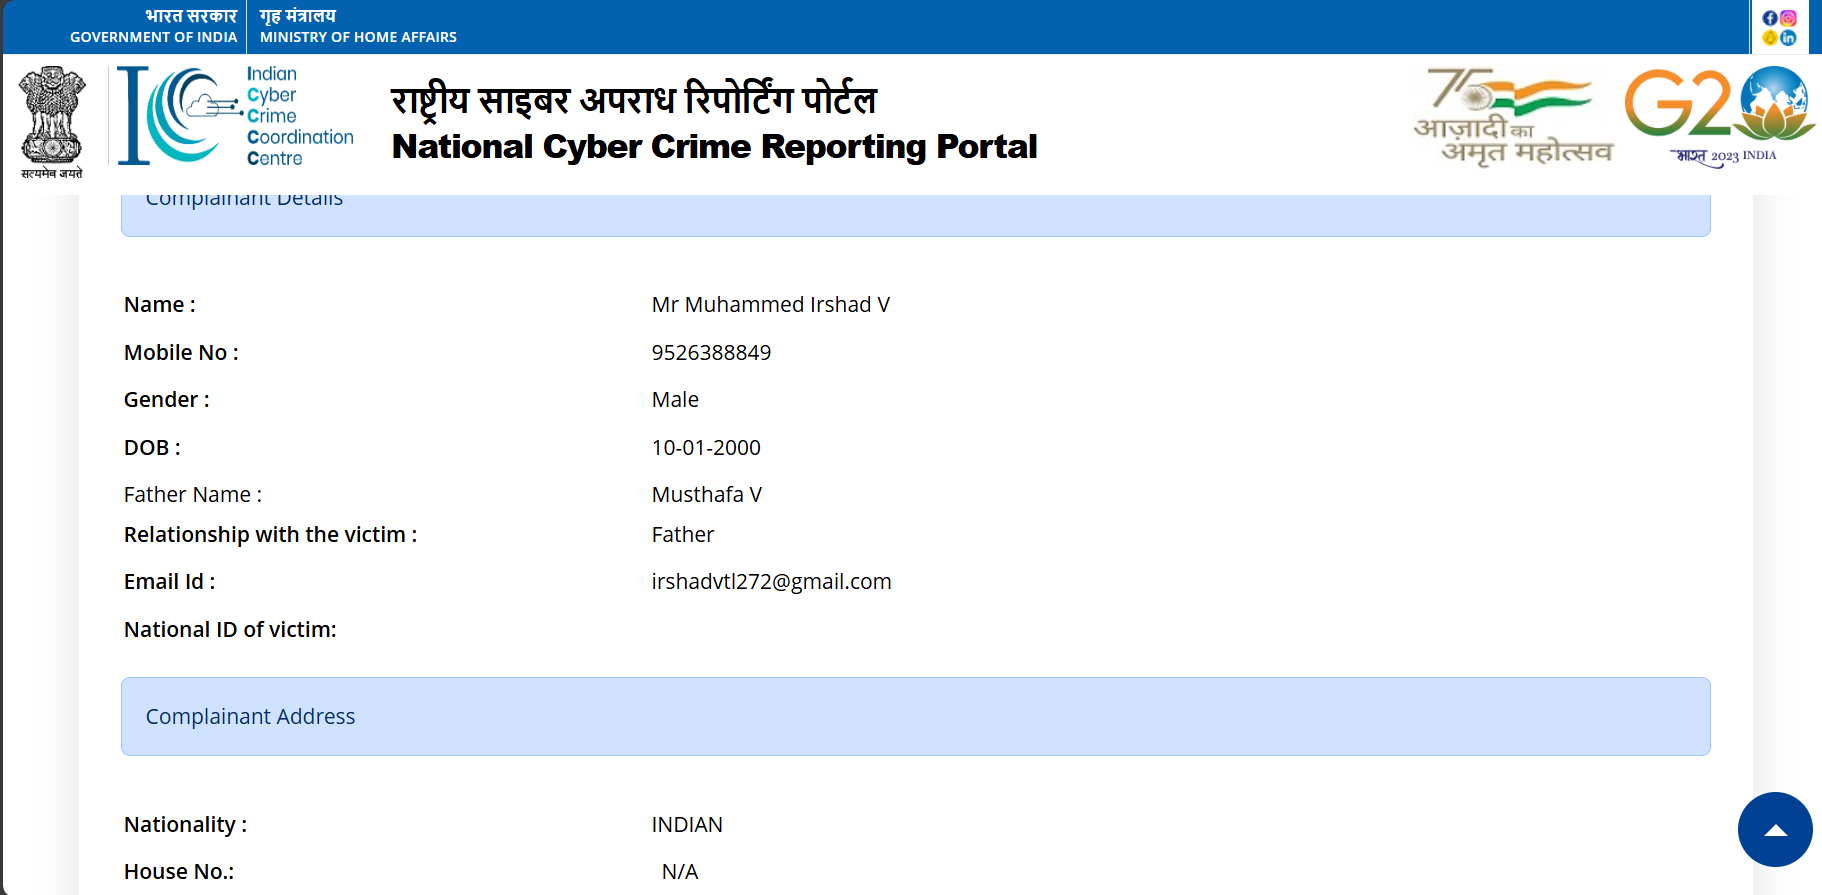 भारत सरकार
GOVERNMENT OF INDIA
गृह मंत्रालय
MINISTRY OF HOME AFFAIRS
सत्यमेव जयते
Indian
Cyber
Crime
Coordination
Centre
राष्ट्रीय साइबर अपराध रिपोर्टिंग पोर्टल
National Cyber Crime Reporting Portal
75
आज़ादी का
अमृत महोत्सव
G20
भारत 2023 INDIA
Complainant Details
Name : Mr Muhammed Irshad V
Mobile No : 9526388849
Gender : Male
DOB : 10-01-2000
Father Name : Musthafa V
Relationship with the victim : Father
Email Id : irshadvtl272@gmail.com
National ID of victim:
Complainant Address
Nationality : INDIAN
House No.: N/A